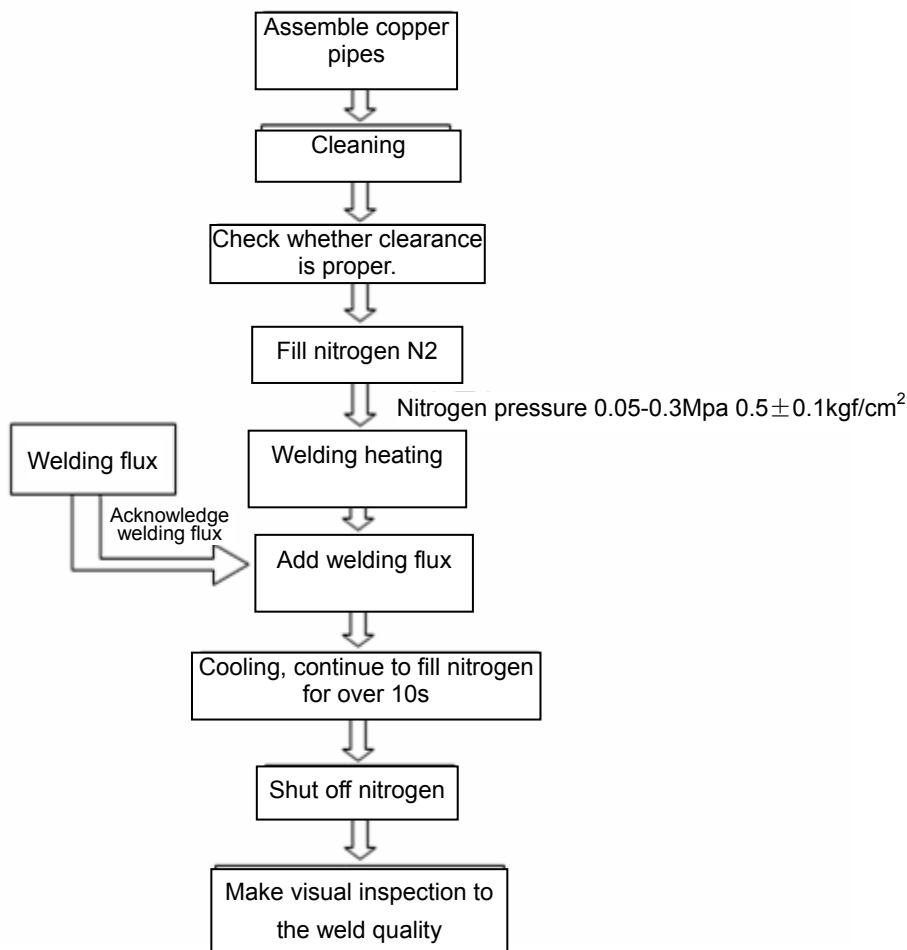 Assemble copper
pipes
Cleaning
Check whether clearance
is proper.
Fill nitrogen N2
Nitrogen pressure 0.05-0.3Mpa 0.5±0.1kgf/cm²
Welding heating
Welding flux
Acknowledge
welding flux
Add welding flux
Cooling, continue to fill nitrogen
for over 10s
Shut off nitrogen
Make visual inspection to
the weld quality